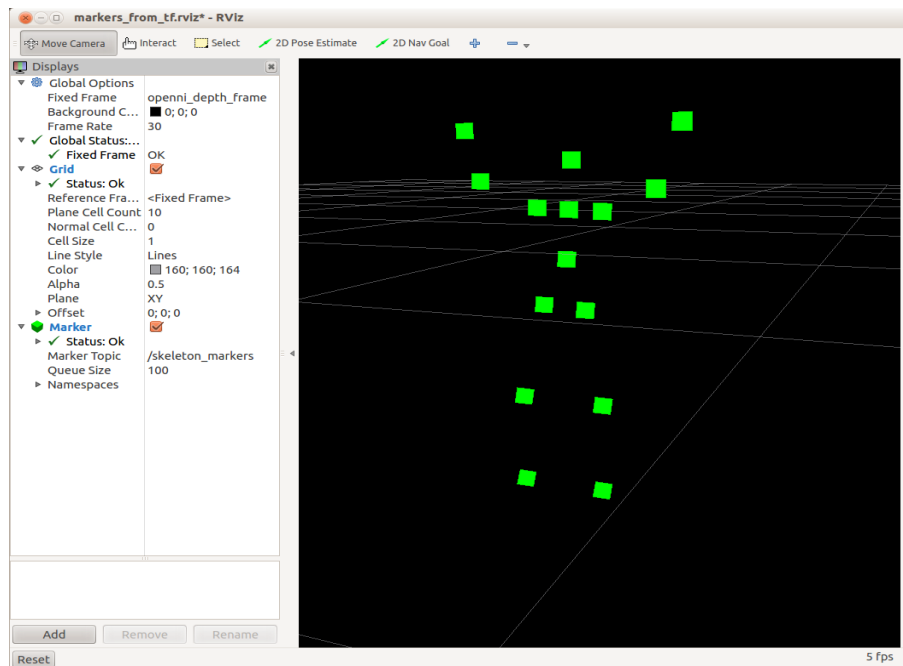 markers_from_tf.rviz* - RViz
Move Camera Interact Select 2D Pose Estimate 2D Nav Goal
Displays
Global Options
Fixed Frame openni_depth_frame
Background C... 0; 0; 0
Frame Rate 30
Global Status:...
Fixed Frame OK
Grid
Status: Ok
Reference Fra... <Fixed Frame>
Plane Cell Count 10
Normal Cell C... 0
Cell Size 1
Line Style Lines
Color 160; 160; 164
Alpha 0.5
Plane XY
Offset 0; 0; 0
Marker
Status: Ok
Marker Topic /skeleton_markers
Queue Size 100
Namespaces
Add Remove Rename
Reset 5 fps